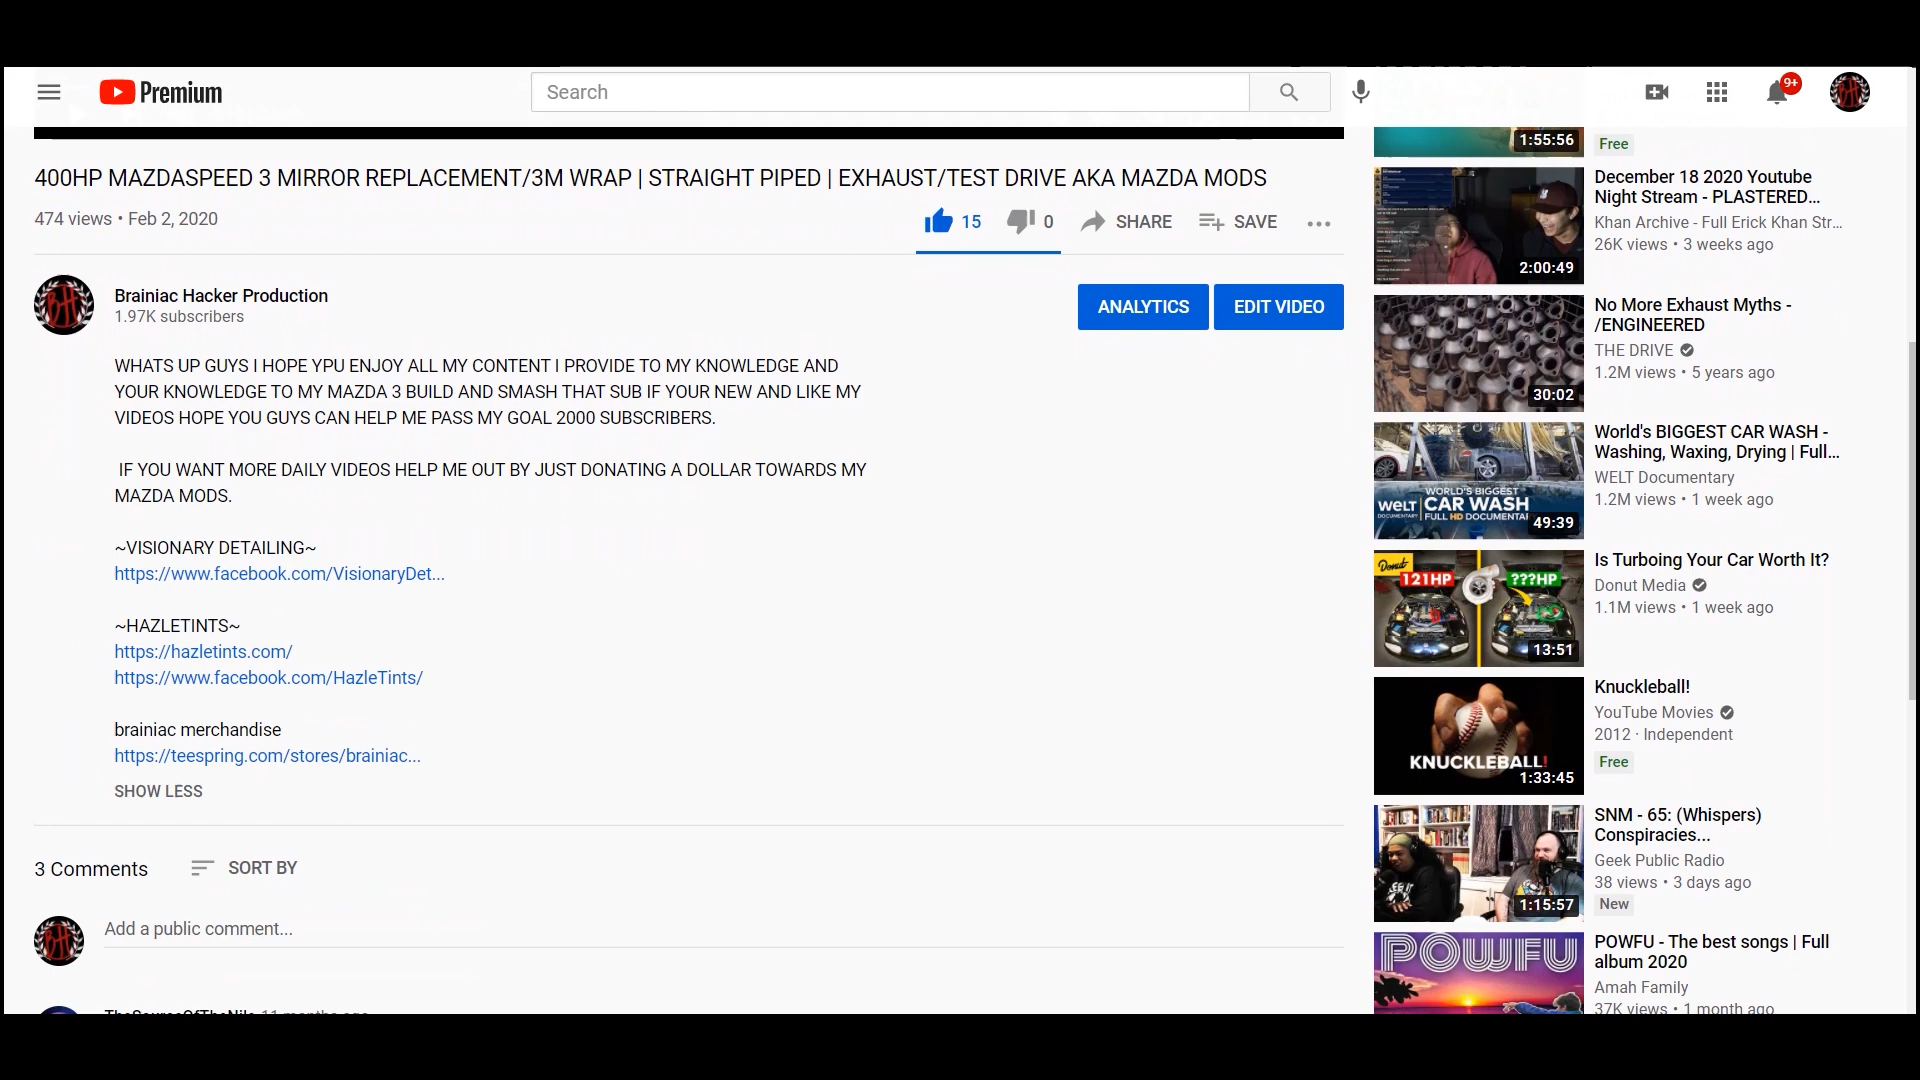 Premium
Search
9+
400HP MAZDASPEED 3 MIRROR REPLACEMENT/3M WRAP | STRAIGHT PIPED | EXHAUST/TEST DRIVE AKA MAZDA MODS
474 views • Feb 2, 2020
15
0
SHARE
SAVE
Brainiac Hacker Production
1.97K subscribers
ANALYTICS
EDIT VIDEO
WHATS UP GUYS I HOPE YPU ENJOY ALL MY CONTENT I PROVIDE TO MY KNOWLEDGE AND
YOUR KNOWLEDGE TO MY MAZDA 3 BUILD AND SMASH THAT SUB IF YOUR NEW AND LIKE MY
VIDEOS HOPE YOU GUYS CAN HELP ME PASS MY GOAL 2000 SUBSCRIBERS.
IF YOU WANT MORE DAILY VIDEOS HELP ME OUT BY JUST DONATING A DOLLAR TOWARDS MY
MAZDA MODS.
~VISIONARY DETAILING~
https://www.facebook.com/VisionaryDet...
~HAZLETINTS~
https://hazletints.com/
https://www.facebook.com/HazleTints/
brainiac merchandise
https://teespring.com/stores/brainiac...
SHOW LESS
3 Comments
SORT BY
Add a public comment...
TheSourceOfTheNile 11 months ago
1:55:56
Free
December 18 2020 Youtube
Night Stream - PLASTERED...
Khan Archive - Full Erick Khan Str...
26K views • 3 weeks ago
2:00:49
No More Exhaust Myths -
/ENGINEERED
THE DRIVE
1.2M views • 5 years ago
30:02
World's BIGGEST CAR WASH -
Washing, Waxing, Drying | Full...
WELT Documentary
1.2M views • 1 week ago
WORLD'S BIGGEST
WELT CAR WASH
DOCUMENTARY FULL HD DOCUMENTAR
49:39
Is Turboing Your Car Worth It?
Donut Media
1.1M views • 1 week ago
Donut
121HP
???HP
13:51
Knuckleball!
YouTube Movies
2012 · Independent
Free
KNUCKLEBALL!
1:33:45
SNM - 65: (Whispers)
Conspiracies...
Geek Public Radio
38 views • 3 days ago
New
1:15:57
POWFU - The best songs | Full
album 2020
Amah Family
37K views • 1 month ago
POWFU